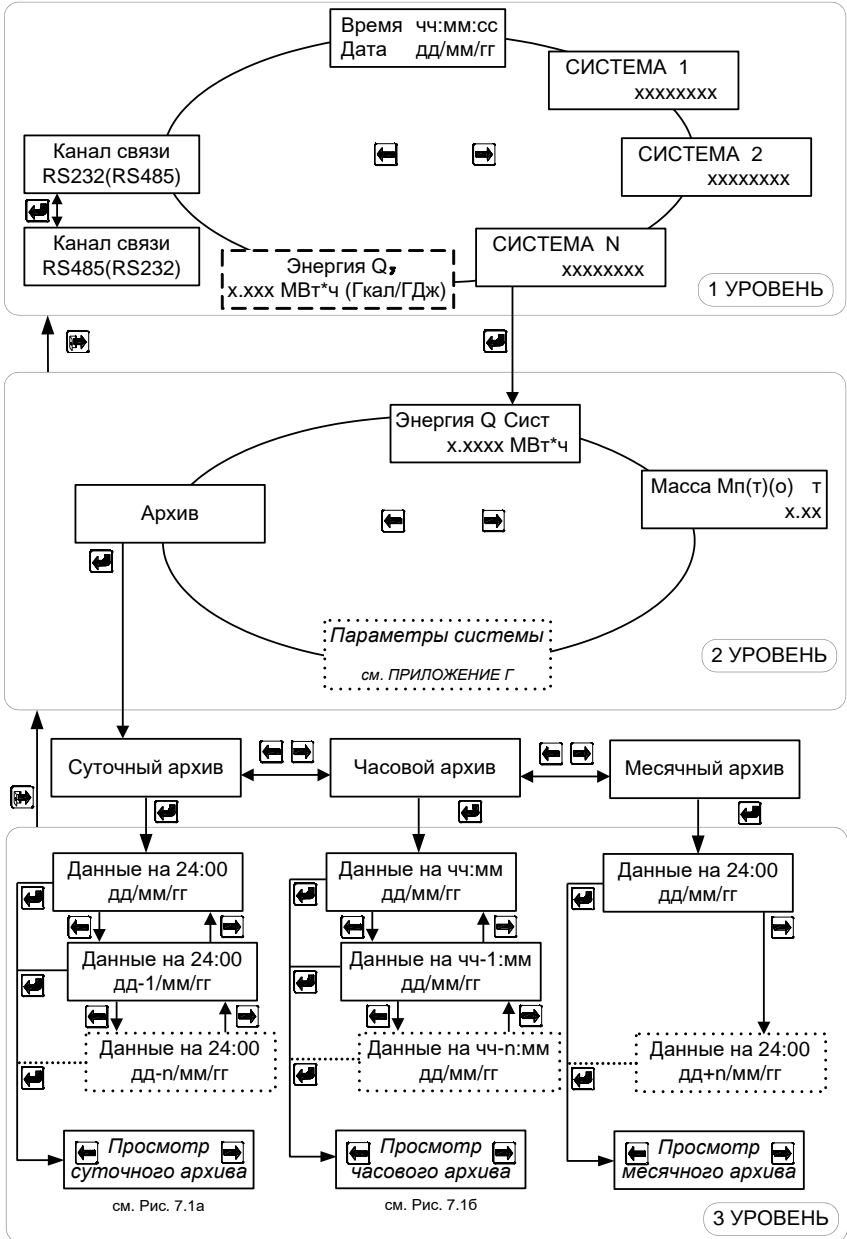 Время чч:мм:сс
Дата дд/мм/гг
СИСТЕМА 1
xxxxxxxx
Канал связи
RS232(RS485)
СИСТЕМА 2
xxxxxxxx
Канал связи
RS485(RS232)
СИСТЕМА N
xxxxxxxx
Энергия Q,
x.xxx МВт*ч (Гкал/ГДж)
1 УРОВЕНЬ
Энергия Q Сист
x.xxxx МВт*ч
Масса Мп(т)(о) т
x.xx
Архив
Параметры системы
см. ПРИЛОЖЕНИЕ Г
2 УРОВЕНЬ
Суточный архив
Часовой архив
Месячный архив
Данные на 24:00
дд/мм/гг
Данные на чч:мм
дд/мм/гг
Данные на 24:00
дд/мм/гг
Данные на 24:00
дд-1/мм/гг
Данные на чч-1:мм
дд/мм/гг
Данные на 24:00
дд-n/мм/гг
Данные на чч-n:мм
дд/мм/гг
Данные на 24:00
дд+n/мм/гг
Просмотр
суточного архива
Просмотр
часового архива
Просмотр
месячного архива
см. Рис. 7.1а
см. Рис. 7.1б
3 УРОВЕНЬ